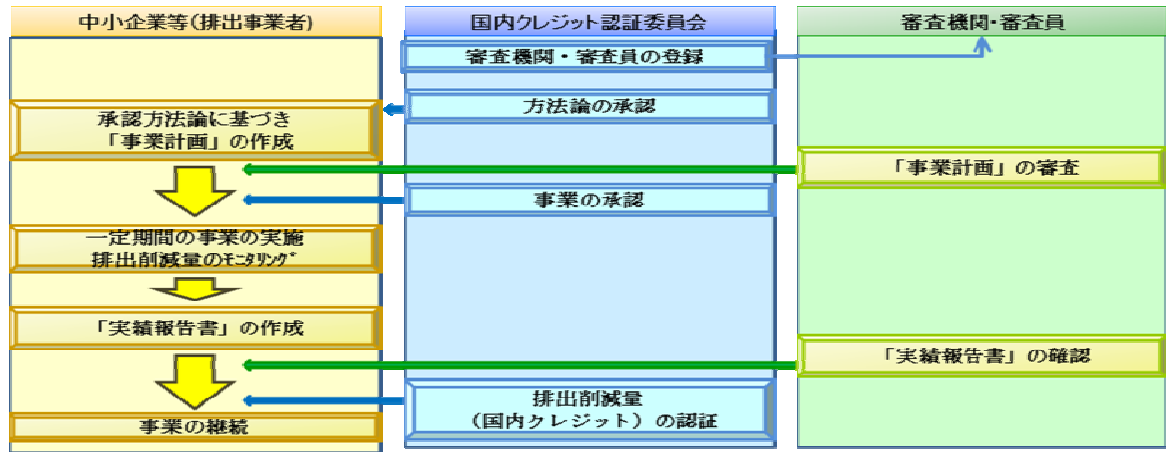 中小企業等(排出事業者)
国内クレジット認証委員会
審査機関・審査員
審査機関・審査員の登録
方法論の承認
承認方法論に基づき
「事業計画」の作成
「事業計画」の審査
事業の承認
一定期間の事業の実施
排出削減量のﾓﾆﾀﾘﾝｸﾞ
「実績報告書」の作成
「実績報告書」の確認
排出削減量
(国内クレジット)の認証
事業の継続